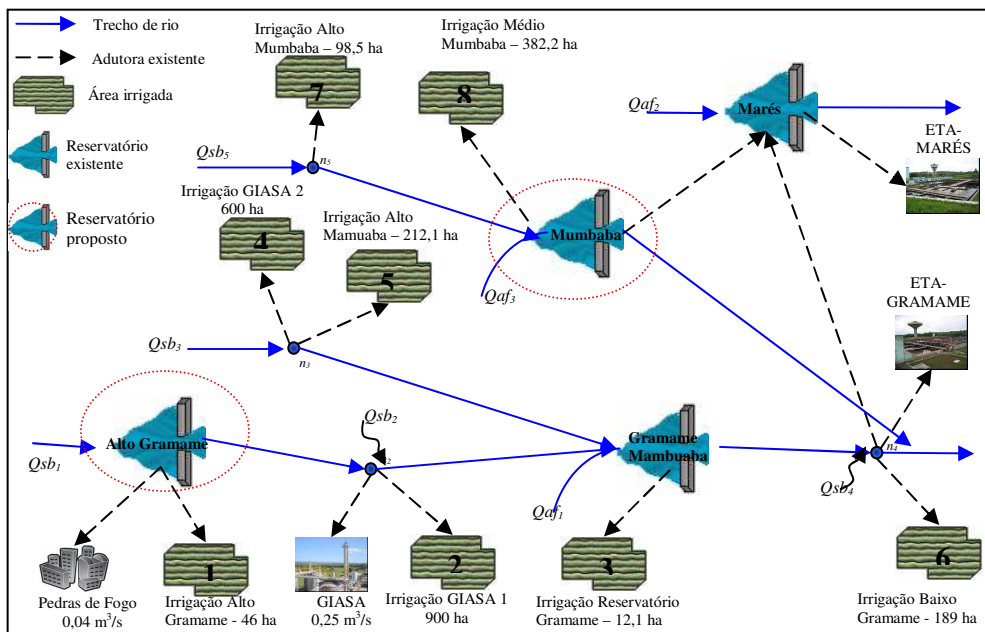 Trecho de rio
Adutora existente
Área irrigada
Reservatório
existente
Reservatório
proposto
Irrigação Alto
Mumbaba – 98,5 ha
7
Irrigação Médio
Mumbaba – 382,2 ha
8
Qaf2
Marés
ETA-
MARÉS
Qsb5
n5
Irrigação GIASA 2
600 ha
4
Irrigação Alto
Mamuaba – 212,1 ha
5
Mumbaba
Qaf3
ETA-
GRAMAME
Qsb3
n3
Alto Gramame
Qsb1
Qsb2
n2
Gramame
Mambuaba
Qaf1
n4
Qsb4
1
2
3
6
Pedras de Fogo
0,04 m³/s
Irrigação Alto
Gramame - 46 ha
GIASA
0,25 m³/s
Irrigação GIASA 1
900 ha
Irrigação Reservatório
Gramame – 12,1 ha
Irrigação Baixo
Gramame - 189 ha